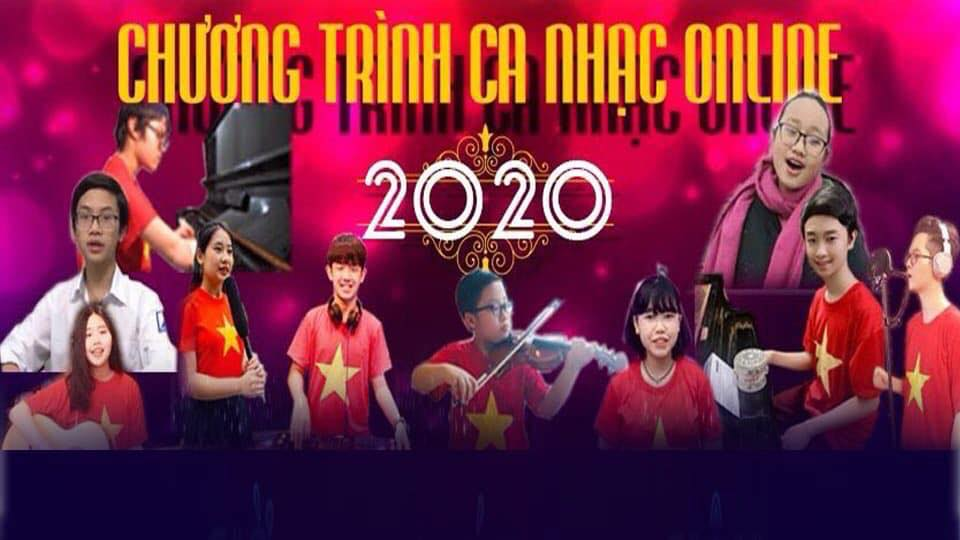 CHƯƠNG TRÌNH CA NHẠC ONLINE
2020